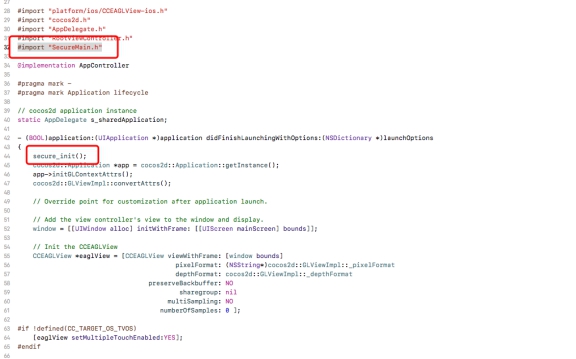 27
28 #import "platform/ios/CCEAGLView-ios.h"
29 #import "cocos2d.h"
30 #import "AppDelegate.h"
31 #import "RootViewController.h"
32 #import "SecureMain.h"
33
34 @implementation AppController
35
36 #pragma mark -
37 #pragma mark Application lifecycle
38
39 // cocos2d application instance
40 static AppDelegate s_sharedApplication;
41
42 - (BOOL)application:(UIApplication *)application didFinishLaunchingWithOptions:(NSDictionary *)launchOptions
43 {
44 secure_init();
45 cocos2d::Application *app = cocos2d::Application::getInstance();
46 app->initGLContextAttrs();
47 cocos2d::GLViewImpl::convertAttrs();
48
49 // Override point for customization after application launch.
50
51 // Add the view controller's view to the window and display.
52 window = [[UIWindow alloc] initWithFrame: [[UIScreen mainScreen] bounds]];
53
54 // Init the CCEAGLView
55 CCEAGLView *eaglView = [CCEAGLView viewWithFrame: [window bounds]
56 pixelFormat: (NSString*)cocos2d::GLViewImpl::_pixelFormat
57 depthFormat: cocos2d::GLViewImpl::_depthFormat
58 preserveBackbuffer: NO
59 sharegroup: nil
60 multiSampling: NO
61 numberOfSamples: 0 ];
62
63 #if !defined(CC_TARGET_OS_TVOS)
64 [eaglView setMultipleTouchEnabled:YES];
65 #endif
66